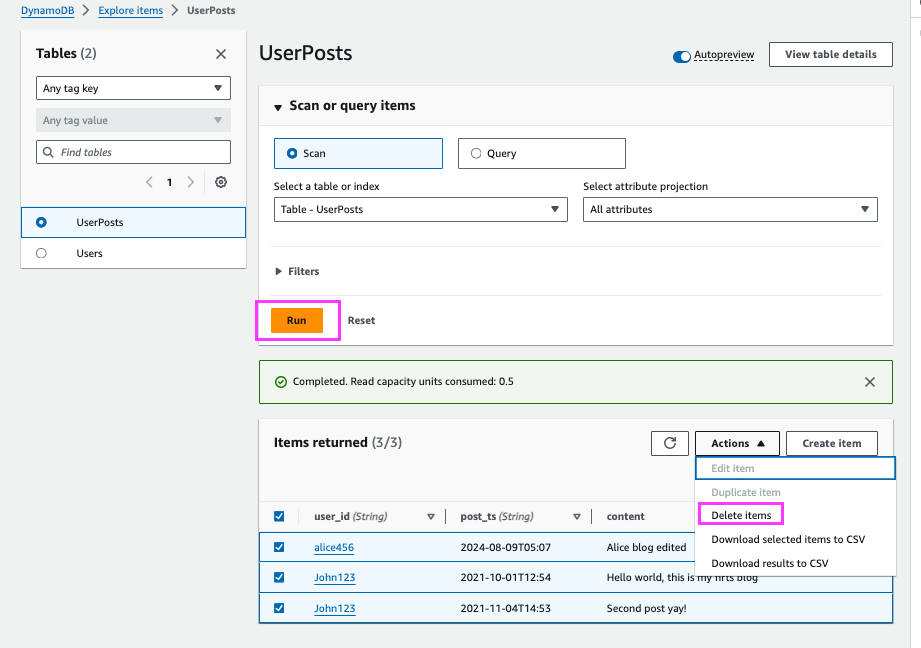 DynamoDB > Explore items > UserPosts
Tables (2)
Any tag key
Any tag value
Find tables
1
UserPosts
Users
UserPosts
Autopreview
View table details
Scan or query items
Scan
Query
Select a table or index
Select attribute projection
Table - UserPosts
All attributes
Filters
Run
Reset
Completed. Read capacity units consumed: 0.5
Items returned (3/3)
Actions
Create item
Edit item
Duplicate item
Delete items
Download selected items to CSV
Download results to CSV
user_id (String)
post_ts (String)
content
alice456
2024-08-09T05:07
Alice blog edited
John123
2021-10-01T12:54
Hello world, this is my firts blog
John123
2021-11-04T14:53
Second post yay!